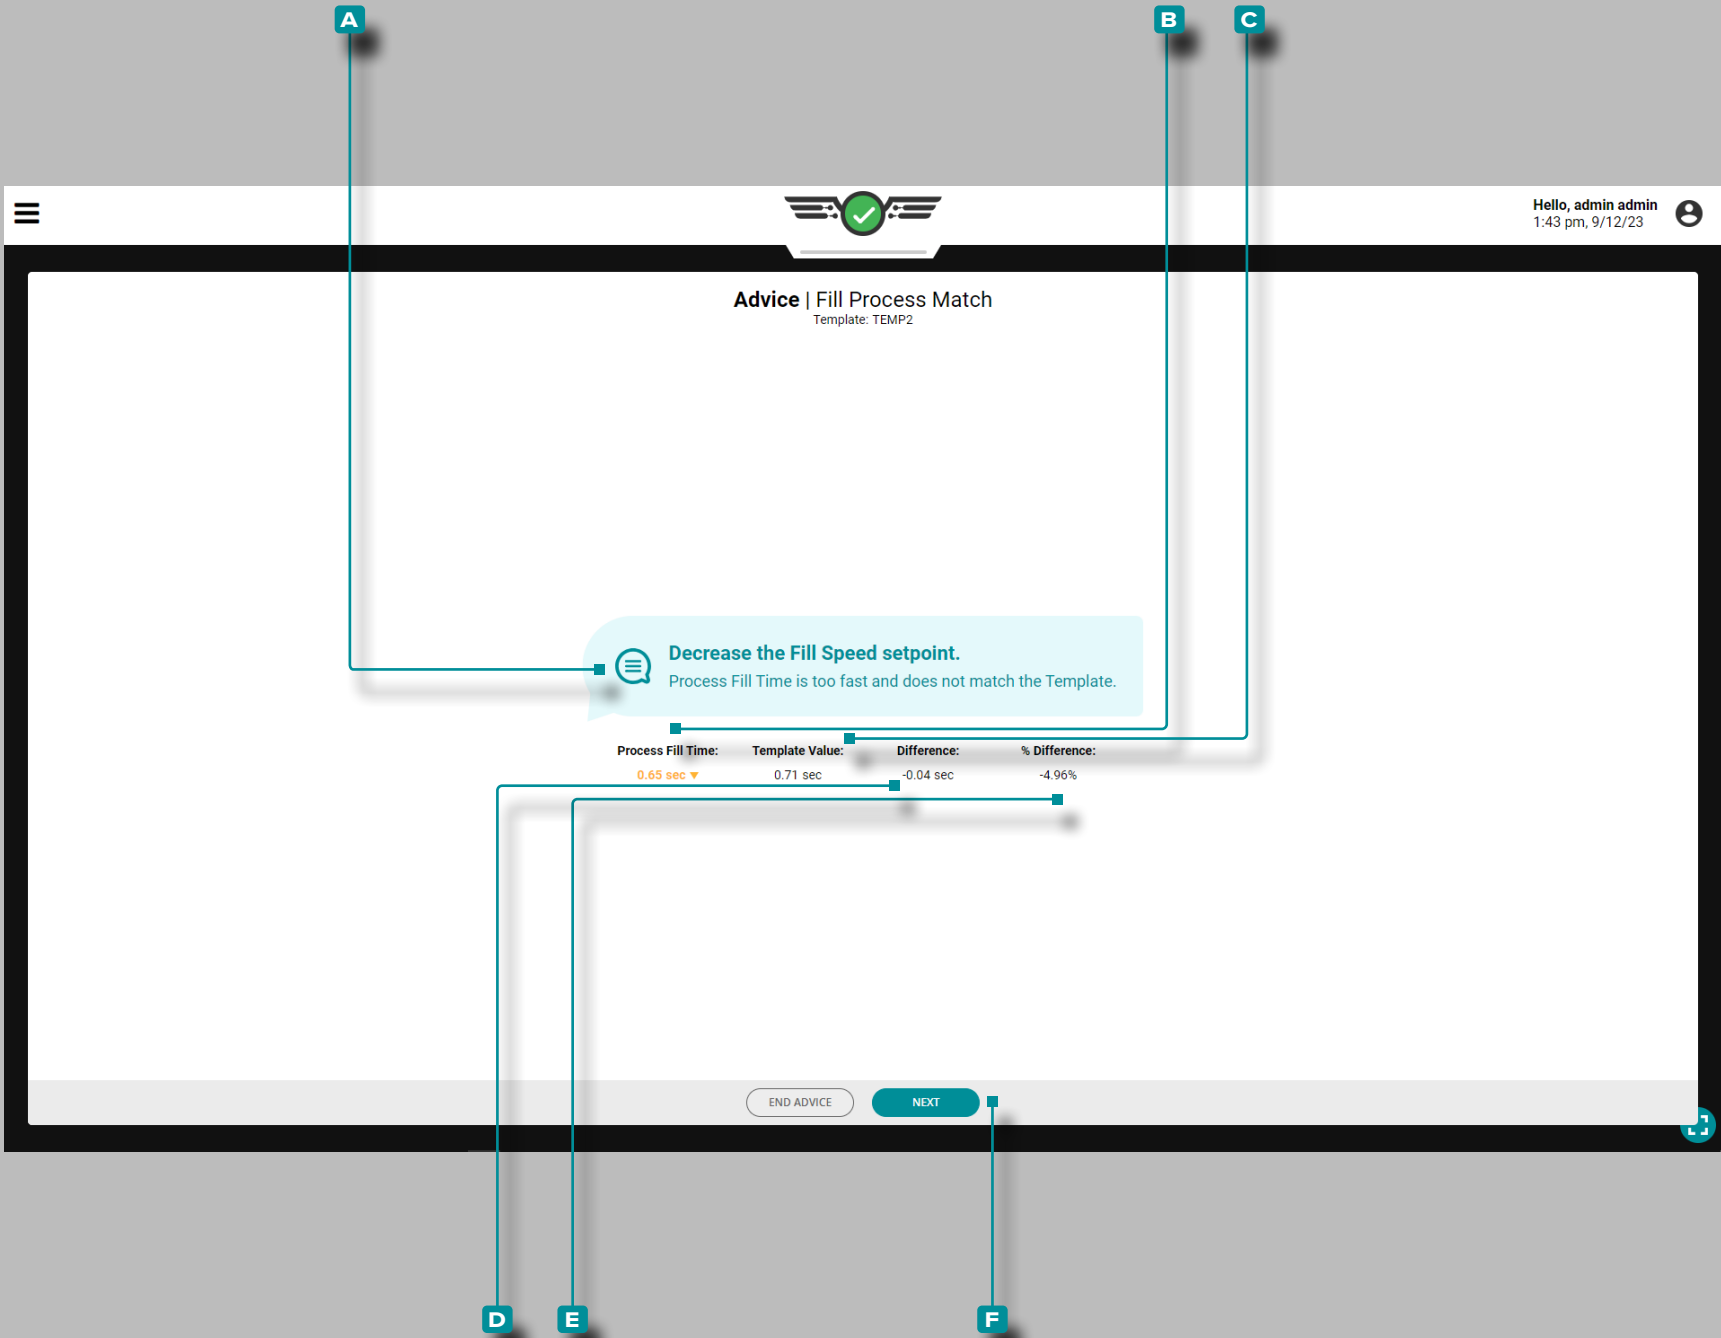 A
B
C
Hello, admin admin
1:43 pm, 9/12/23
Advice | Fill Process Match
Template: TEMP2
Decrease the Fill Speed setpoint.
Process Fill Time is too fast and does not match the Template.
Process Fill Time: Template Value: Difference: % Difference:
0.65 sec ▼ 0.71 sec -0.04 sec -4.96%
END ADVICE NEXT
D
E
F